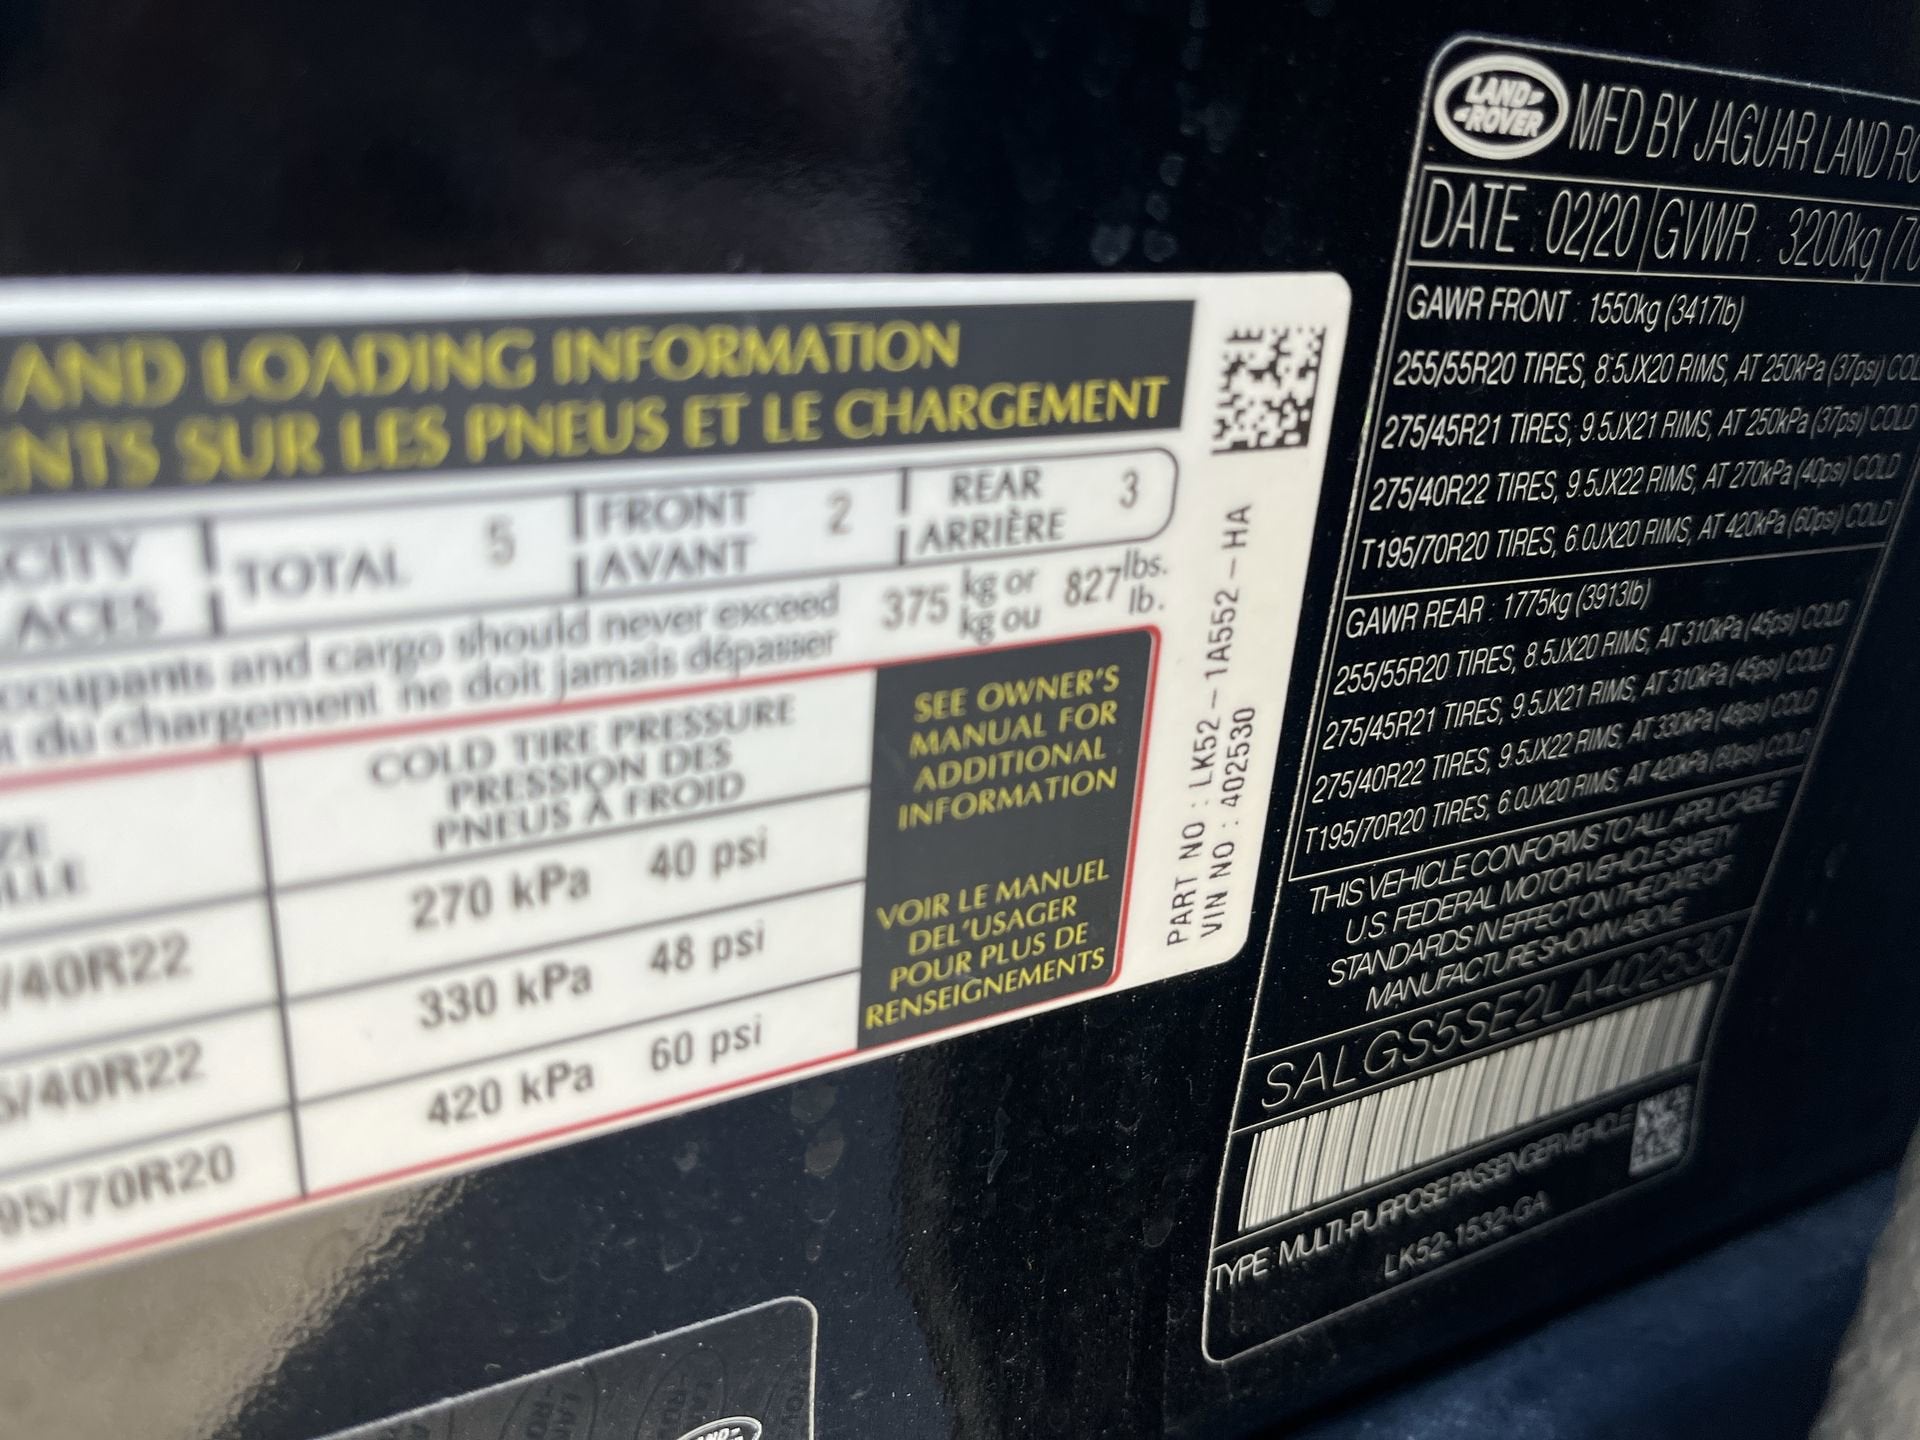 AND LOADING INFORMATION
ENTS SUR LES PNEUS ET LE CHARGEMENT
CITY
ACES
TOTAL 5
FRONT
AVANT
2
REAR
ARRIÈRE
3
ccupants and cargo should never exceed
t du chargement ne doit jamais dépasser
375 kg or
kg ou
827 lbs.
lb.
ZE
ILLE
COLD TIRE PRESSURE
PRESSION DES
PNEUS À FROID
/40R22 270 kPa 40 psi
5/40R22 330 kPa 48 psi
95/70R20 420 kPa 60 psi
SEE OWNER'S
MANUAL FOR
ADDITIONAL
INFORMATION
VOIR LE MANUEL
DEL'USAGER
POUR PLUS DE
RENSEIGNEMENTS
PART NO : LK52 - 1A552 - HA
VIN NO : 402530
LAND ROVER
MFD BY JAGUAR LAND RO
DATE : 02/20 GVWR : 3200kg (70
GAWR FRONT : 1550kg (3417lb)
255/55R20 TIRES, 8.5JX20 RIMS, AT 250kPa (37psi) COL
275/45R21 TIRES, 9.5JX21 RIMS, AT 250kPa (37psi) COLD
275/40R22 TIRES, 9.5JX22 RIMS, AT 270kPa (40psi) COLD
T195/70R20 TIRES, 6.0JX20 RIMS, AT 420kPa (60psi) COLD
GAWR REAR : 1775kg (3913lb)
255/55R20 TIRES, 8.5JX20 RIMS, AT 310kPa (45psi) COLD
275/45R21 TIRES, 9.5JX21 RIMS, AT 310kPa (45psi) COLD
275/40R22 TIRES, 9.5JX22 RIMS, AT 330kPa (48psi) COLD
T195/70R20 TIRES, 6.0JX20 RIMS, AT 420kPa (60psi) COLD
THIS VEHICLE CONFORMS TO ALL APPLICABLE
U.S. FEDERAL MOTOR VEHICLE SAFETY
STANDARDS IN EFFECT ON THE DATE OF
MANUFACTURE SHOWN ABOVE
SALGS5SE2LA402530
TYPE: MULTI-PURPOSE PASSENGER VEHICLE
LK52-1532-GA